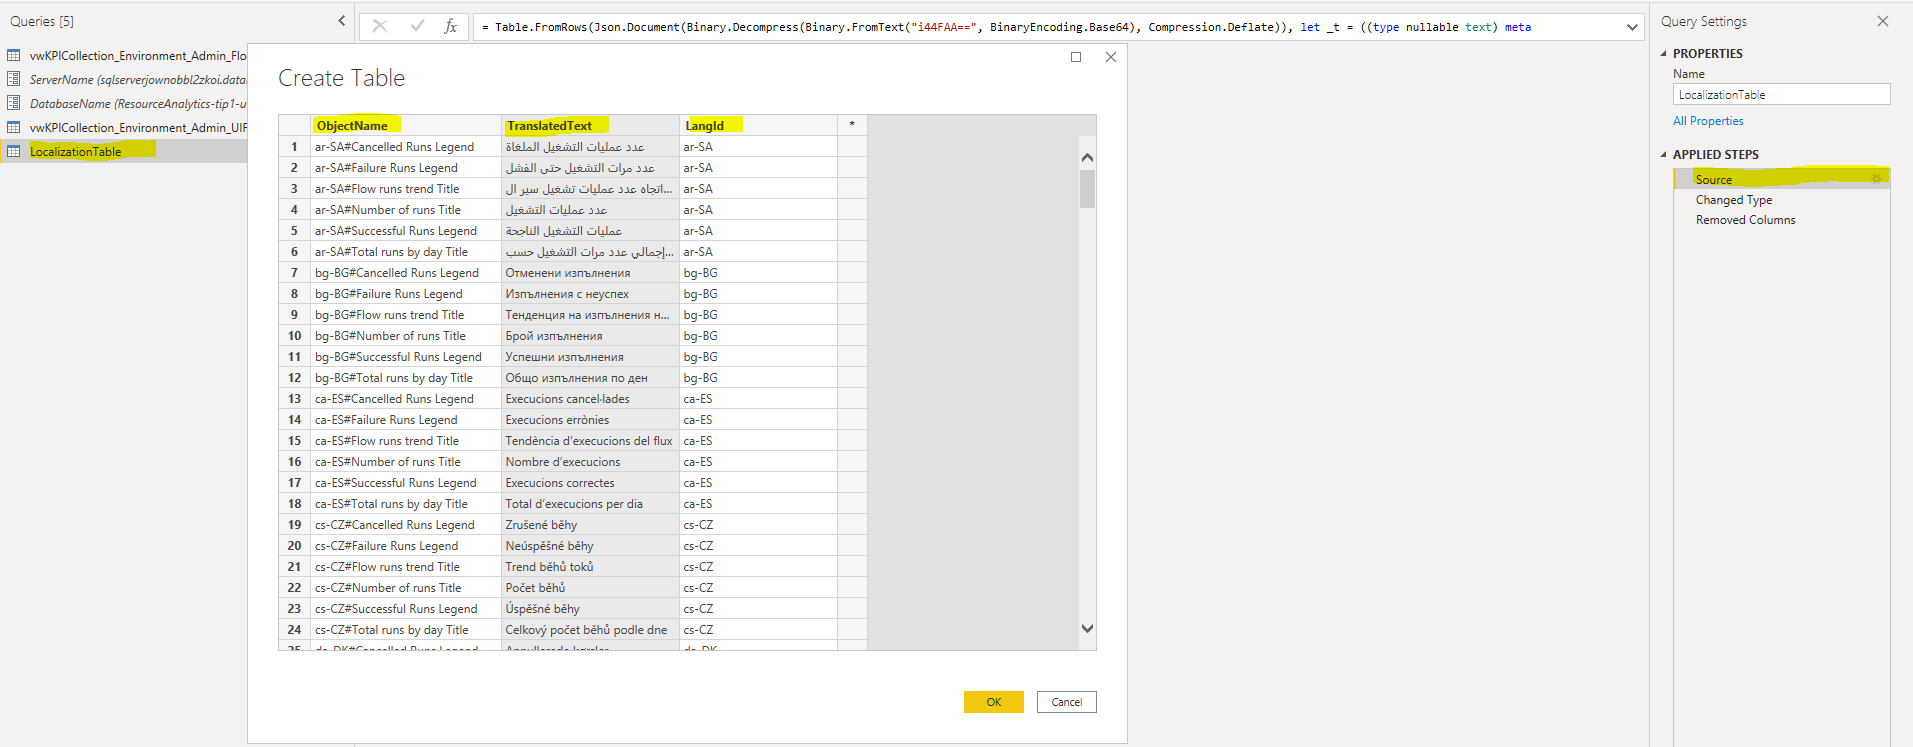 Queries [5]
= Table.FromRows(Json.Document(Binary.Decompress(Binary.FromText("i44FAA==", BinaryEncoding.Base64), Compression.Deflate)), let _t = ((type nullable text) meta
Query Settings
vwKPICollection_Environment_Admin_Flo
ServerName (sqlserverjownobbl2zkoi.datal
DatabaseName (ResourceAnalytics-tip1-u
vwKPICollection_Environment_Admin_UIF
LocalizationTable
Create Table
ObjectName TranslatedText LangId *
1 ar-SA#Cancelled Runs Legend عدد عمليات التشغيل الملغاة ar-SA
2 ar-SA#Failure Runs Legend عدد مرات التشغيل حتى الفشل ar-SA
3 ar-SA#Flow runs trend Title اتجاه عدد عمليات تشغيل سير ال... ar-SA
4 ar-SA#Number of runs Title عدد عمليات التشغيل ar-SA
5 ar-SA#Successful Runs Legend عمليات التشغيل الناجحة ar-SA
6 ar-SA#Total runs by day Title إجمالي عدد مرات التشغيل حسب... ar-SA
7 bg-BG#Cancelled Runs Legend Отменени изпълнения bg-BG
8 bg-BG#Failure Runs Legend Изпълнения с неуспех bg-BG
9 bg-BG#Flow runs trend Title Тенденция на изпълнения н... bg-BG
10 bg-BG#Number of runs Title Брой изпълнения bg-BG
11 bg-BG#Successful Runs Legend Успешни изпълнения bg-BG
12 bg-BG#Total runs by day Title Общо изпълнения по ден bg-BG
13 ca-ES#Cancelled Runs Legend Execucions cancel·lades ca-ES
14 ca-ES#Failure Runs Legend Execucions errònies ca-ES
15 ca-ES#Flow runs trend Title Tendència d'execucions del flux ca-ES
16 ca-ES#Number of runs Title Nombre d'execucions ca-ES
17 ca-ES#Successful Runs Legend Execucions correctes ca-ES
18 ca-ES#Total runs by day Title Total d'execucions per dia ca-ES
19 cs-CZ#Cancelled Runs Legend Zrušené běhy cs-CZ
20 cs-CZ#Failure Runs Legend Neúspěšné běhy cs-CZ
21 cs-CZ#Flow runs trend Title Trend běhů toků cs-CZ
22 cs-CZ#Number of runs Title Počet běhů cs-CZ
23 cs-CZ#Successful Runs Legend Úspěšné běhy cs-CZ
24 cs-CZ#Total runs by day Title Celkový počet běhů podle dne cs-CZ
OK Cancel
PROPERTIES
Name
LocalizationTable
All Properties
APPLIED STEPS
Source
Changed Type
Removed Columns